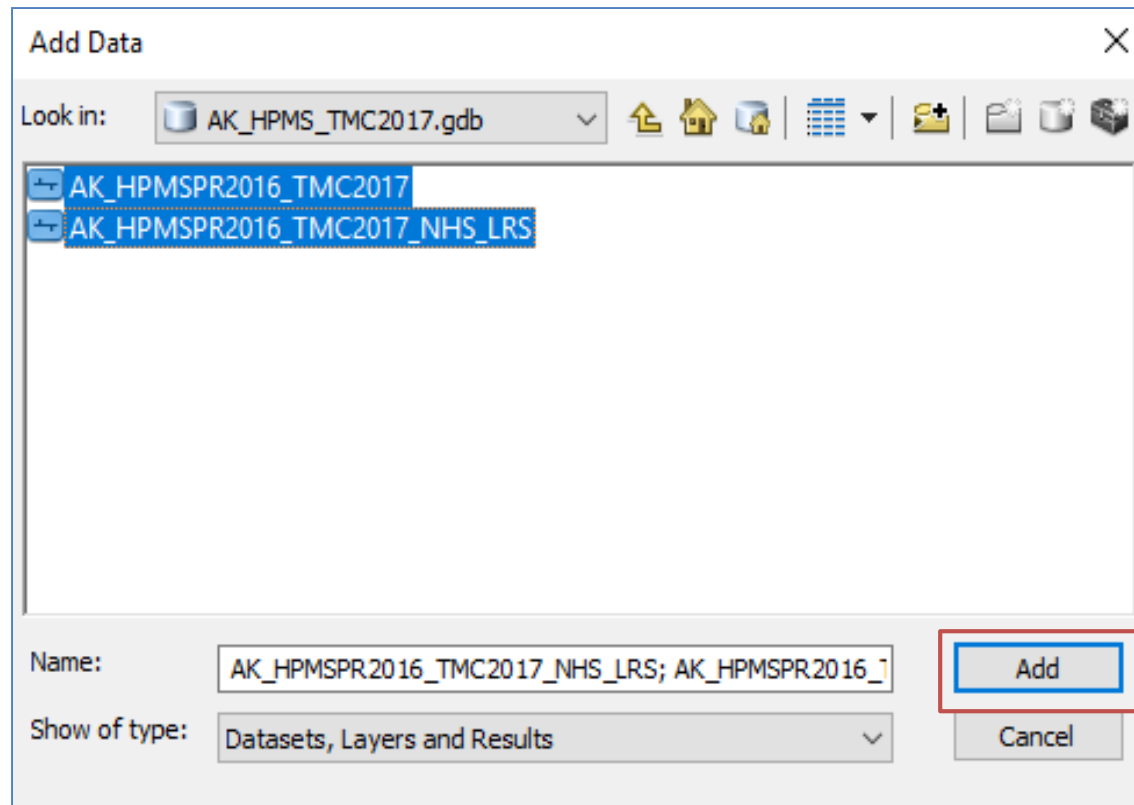 Add Data
Look in: AK_HPMS_TMC2017.gdb
AK_HPMSPR2016_TMC2017
AK_HPMSPR2016_TMC2017_NHS_LRS
Name: AK_HPMSPR2016_TMC2017_NHS_LRS; AK_HPMSPR2016_T Add
Show of type: Datasets, Layers and Results Cancel